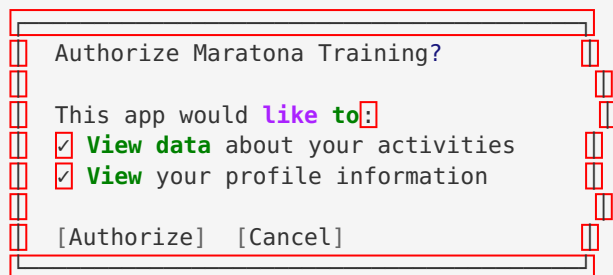 Authorize Maratona Training?
This app would like to:
✓ View data about your activities
✓ View your profile information
[Authorize] [Cancel]